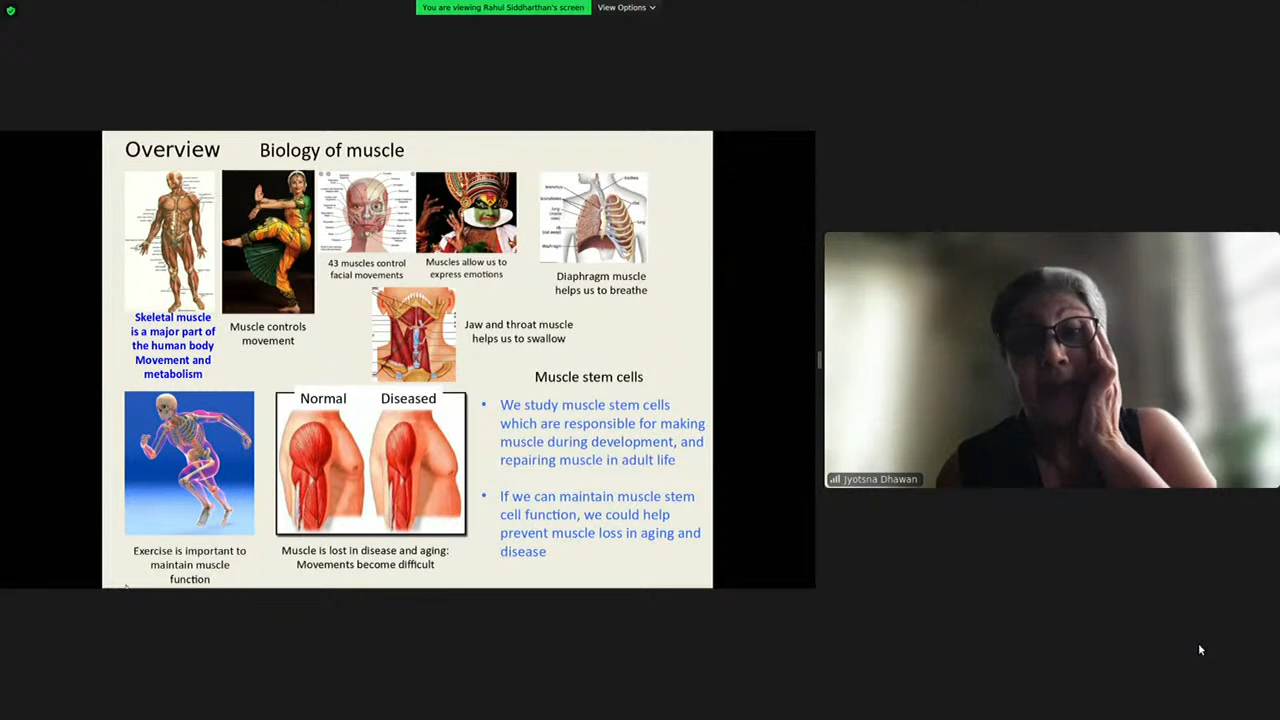 You are viewing Rahul Siddharthan's screen
View Options
Overview
Biology of muscle
Skeletal muscle
is a major part of
the human body
Movement and
metabolism
Muscle controls
movement
43 muscles control
facial movements
Muscles allow us to
express emotions
Diaphragm muscle
helps us to breathe
Jaw and throat muscle
helps us to swallow
Exercise is important to
maintain muscle
function
Normal
Diseased
Muscle is lost in disease and aging:
Movements become difficult
Muscle stem cells
• We study muscle stem cells
which are responsible for making
muscle during development, and
repairing muscle in adult life
• If we can maintain muscle stem
cell function, we could help
prevent muscle loss in aging and
disease
Jyotsna Dhawan